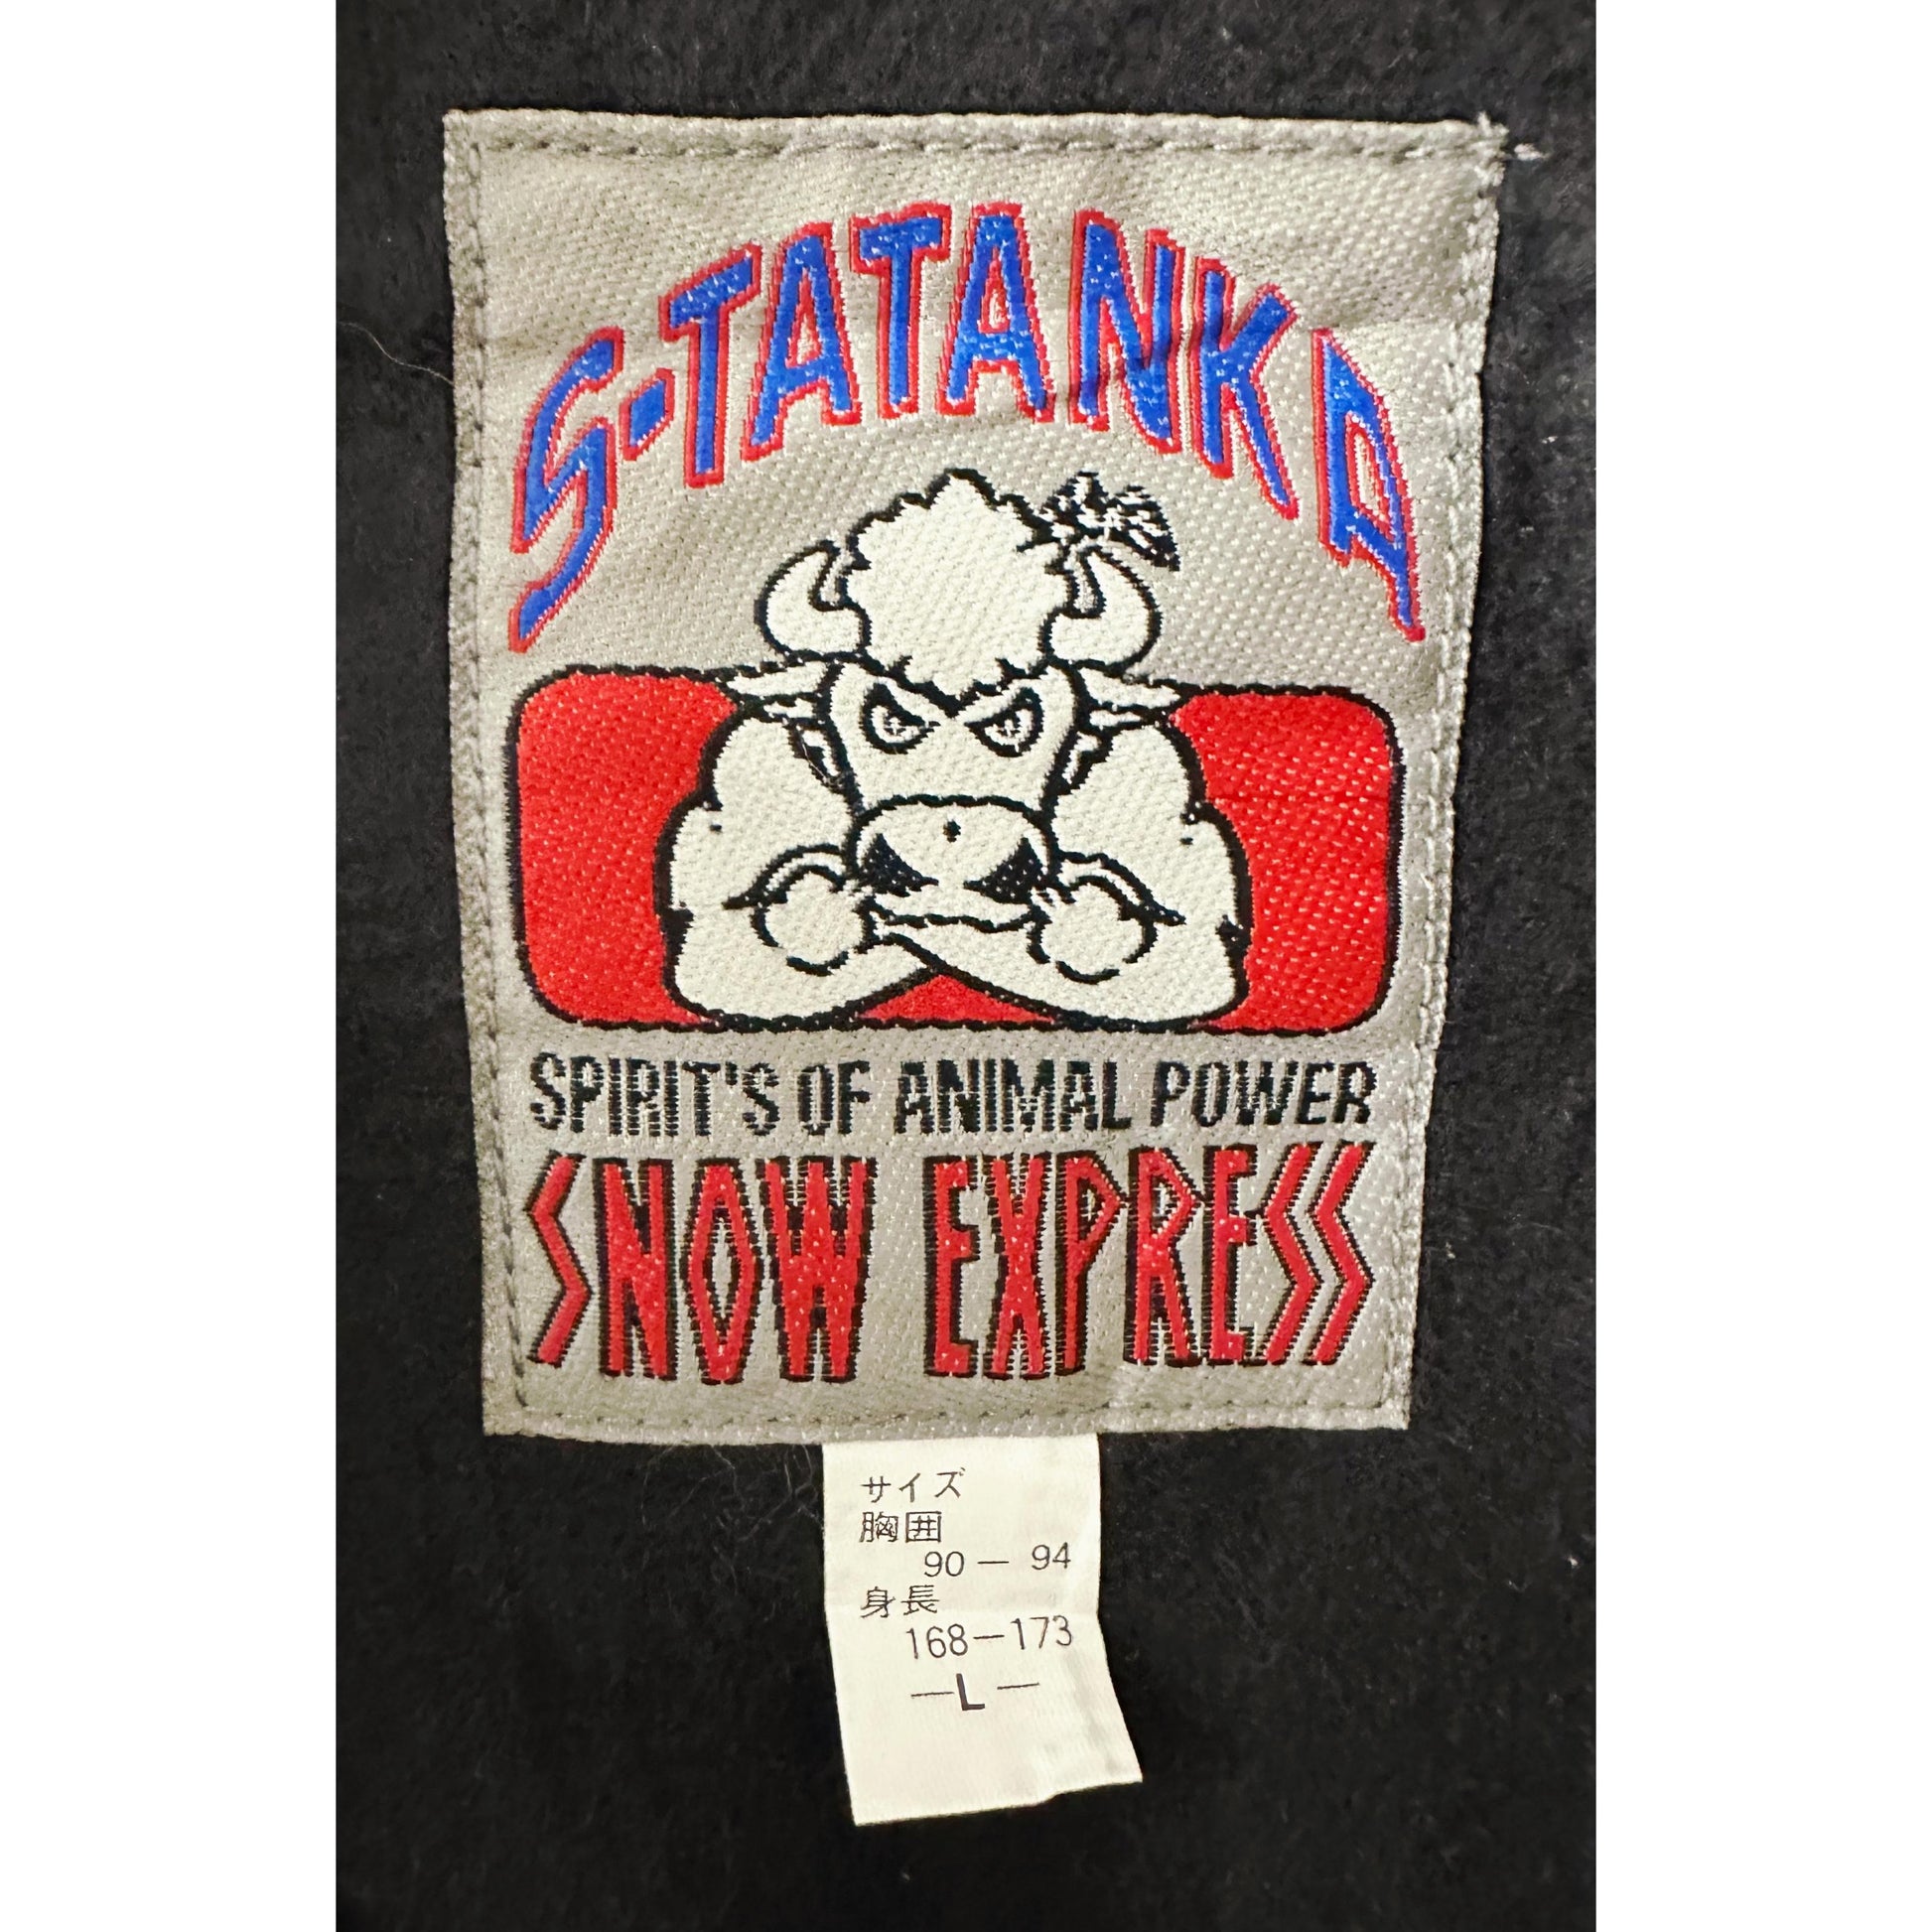 S-TATANKA
SPIRIT'S OF ANIMAL POWER
SNOW EXPRESS
サイズ
胸囲
90－94
身長
168－173
－L－